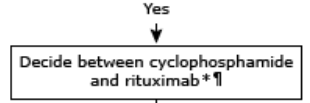 Yes
Decide between cyclophosphamide
and rituximab*¶